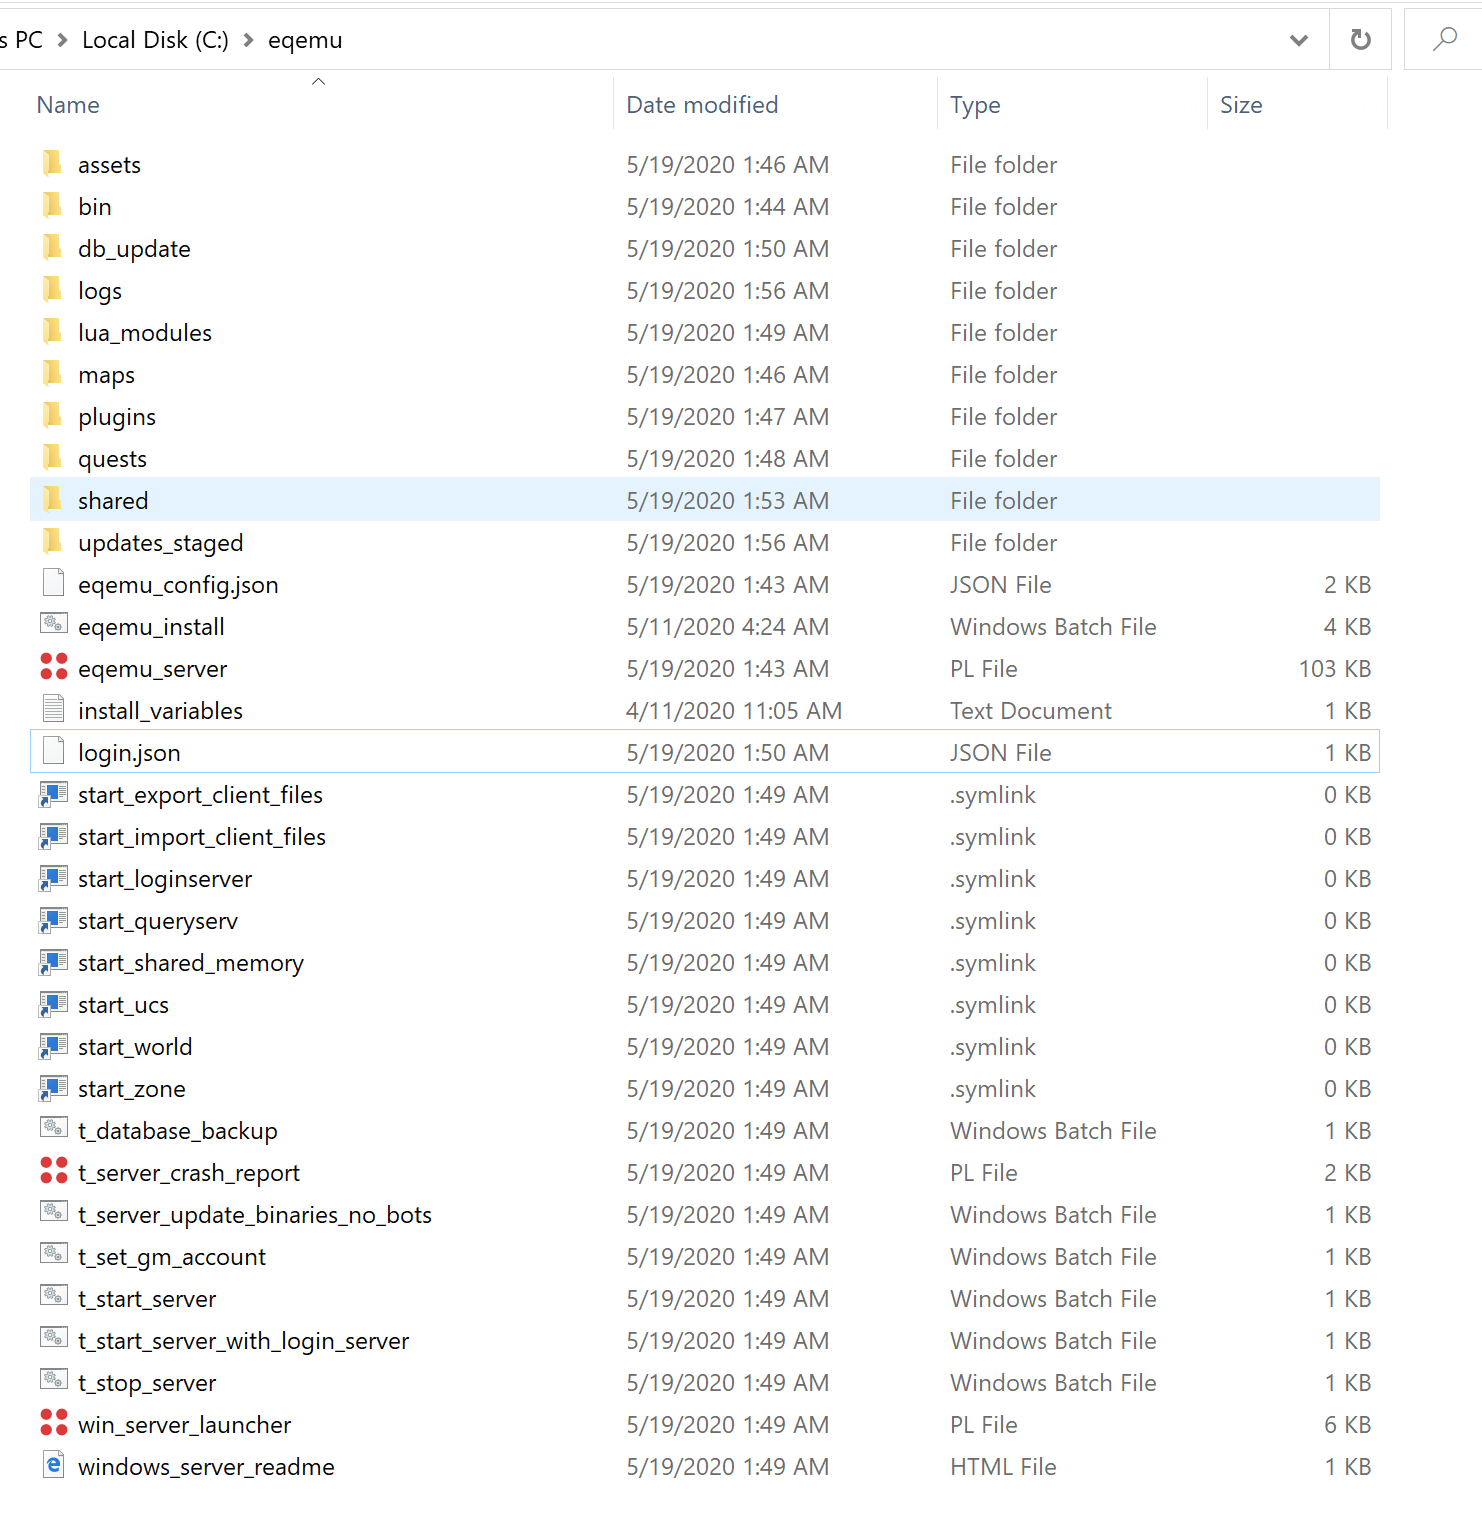 s PC > Local Disk (C:) > eqemu
Name Date modified Type Size
assets 5/19/2020 1:46 AM File folder
bin 5/19/2020 1:44 AM File folder
db_update 5/19/2020 1:50 AM File folder
logs 5/19/2020 1:56 AM File folder
lua_modules 5/19/2020 1:49 AM File folder
maps 5/19/2020 1:46 AM File folder
plugins 5/19/2020 1:47 AM File folder
quests 5/19/2020 1:48 AM File folder
shared 5/19/2020 1:53 AM File folder
updates_staged 5/19/2020 1:56 AM File folder
eqemu_config.json 5/19/2020 1:43 AM JSON File 2 KB
eqemu_install 5/11/2020 4:24 AM Windows Batch File 4 KB
eqemu_server 5/19/2020 1:43 AM PL File 103 KB
install_variables 4/11/2020 11:05 AM Text Document 1 KB
login.json 5/19/2020 1:50 AM JSON File 1 KB
start_export_client_files 5/19/2020 1:49 AM .symlink 0 KB
start_import_client_files 5/19/2020 1:49 AM .symlink 0 KB
start_loginserver 5/19/2020 1:49 AM .symlink 0 KB
start_queryserv 5/19/2020 1:49 AM .symlink 0 KB
start_shared_memory 5/19/2020 1:49 AM .symlink 0 KB
start_ucs 5/19/2020 1:49 AM .symlink 0 KB
start_world 5/19/2020 1:49 AM .symlink 0 KB
start_zone 5/19/2020 1:49 AM .symlink 0 KB
t_database_backup 5/19/2020 1:49 AM Windows Batch File 1 KB
t_server_crash_report 5/19/2020 1:49 AM PL File 2 KB
t_server_update_binaries_no_bots 5/19/2020 1:49 AM Windows Batch File 1 KB
t_set_gm_account 5/19/2020 1:49 AM Windows Batch File 1 KB
t_start_server 5/19/2020 1:49 AM Windows Batch File 1 KB
t_start_server_with_login_server 5/19/2020 1:49 AM Windows Batch File 1 KB
t_stop_server 5/19/2020 1:49 AM Windows Batch File 1 KB
win_server_launcher 5/19/2020 1:49 AM PL File 6 KB
windows_server_readme 5/19/2020 1:49 AM HTML File 1 KB